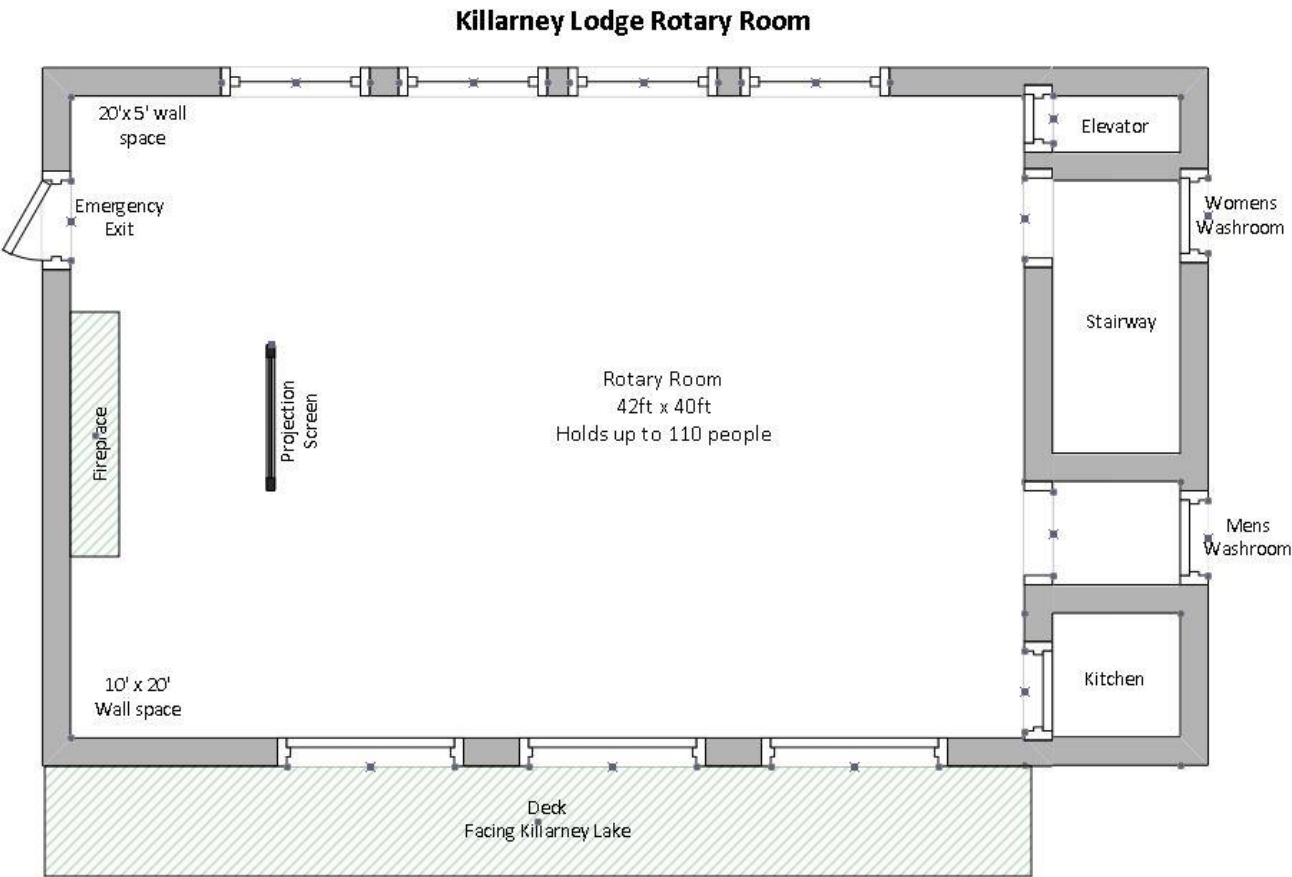 Killarney Lodge Rotary Room
20'x 5' wall
space
Elevator
Emergency
Exit
Womens
Washroom
Stairway
Projection
Screen
Fireplace
Rotary Room
42ft x 40ft
Holds up to 110 people
Mens
Washroom
10' x 20'
Wall space
Kitchen
Deck
Facing Killarney Lake